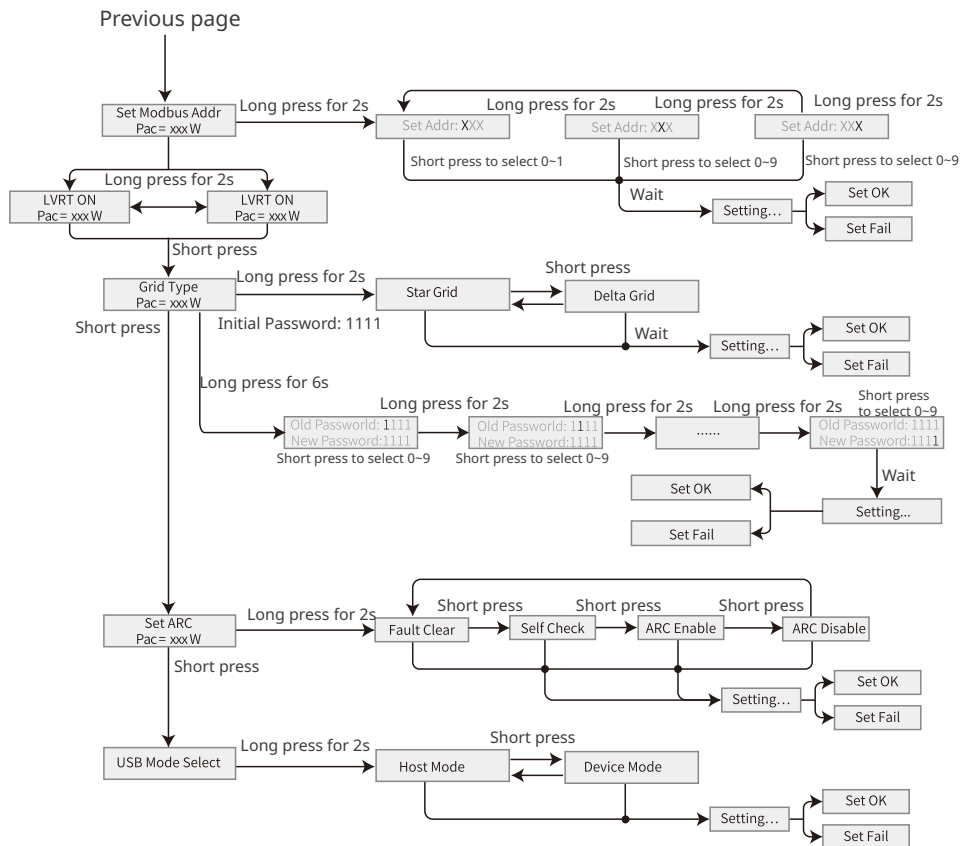 Previous page
Set Modbus Addr
Pac= xxx W
Long press for 2s
Long press for 2s
Long press for 2s
Long press for 2s
Set Addr: XXX
Set Addr: XXX
Set Addr: XXX
Short press to select 0~1
Short press to select 0~9
Short press to select 0~9
Wait
Setting...
Set OK
Set Fail
Long press for 2s
LVRT ON
Pac= xxx W
LVRT ON
Pac= xxx W
Short press
Grid Type
Pac= xxx W
Long press for 2s
Star Grid
Short press
Delta Grid
Wait
Setting...
Set OK
Set Fail
Short press
Initial Password: 1111
Long press for 6s
Long press for 2s
Long press for 2s
Long press for 2s
Short press
to select 0~9
Old Passworld: 1111
New Password:1111
Old Passworld: 1111
New Password:1111
......
Old Passworld: 1111
New Password:1111
Short press to select 0~9
Short press to select 0~9
Wait
Setting...
Set OK
Set Fail
Set ARC
Pac= xxx W
Long press for 2s
Fault Clear
Short press
Self Check
Short press
ARC Enable
Short press
ARC Disable
Setting...
Set OK
Set Fail
Short press
USB Mode Select
Long press for 2s
Host Mode
Short press
Device Mode
Setting...
Set OK
Set Fail